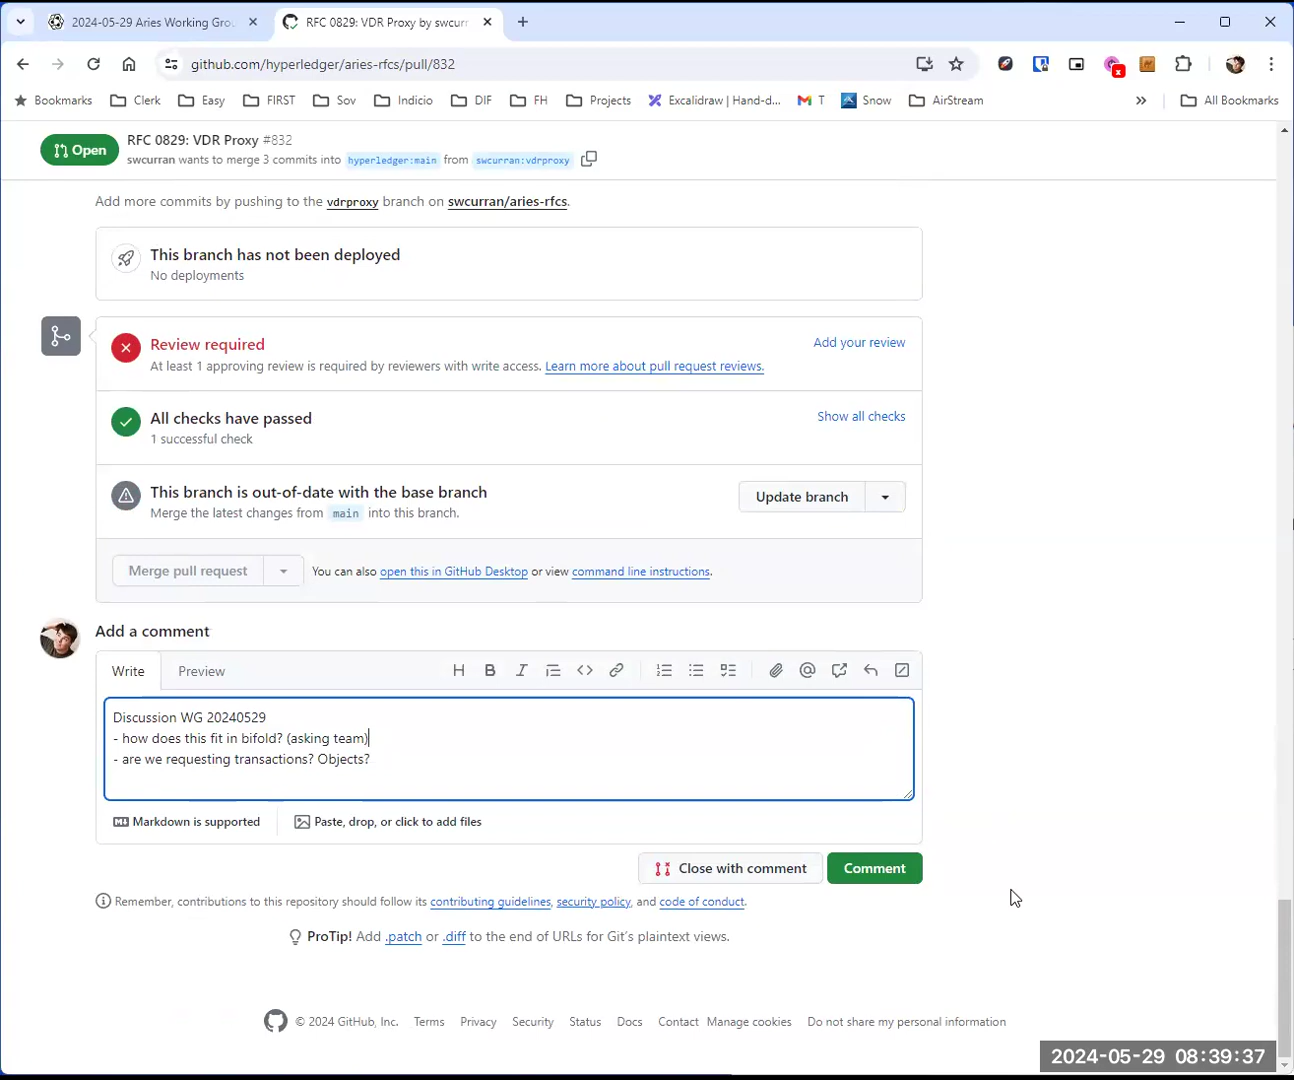 2024-05-29 Aries Working Gro
RFC 0829: VDR Proxy by swcurr
github.com/hyperledger/aries-rfcs/pull/832
Bookmarks Clerk Easy FIRST Sov Indicio DIF FH Projects Excalidraw | Hand-d... T Snow AirStream » All Bookmarks
Open
RFC 0829: VDR Proxy #832
swcurran wants to merge 3 commits into hyperledger:main from swcurran:vdrproxy
Add more commits by pushing to the vdrproxy branch on swcurran/aries-rfcs.
This branch has not been deployed
No deployments
Review required
Add your review
At least 1 approving review is required by reviewers with write access. Learn more about pull request reviews.
All checks have passed
Show all checks
1 successful check
This branch is out-of-date with the base branch
Update branch
Merge the latest changes from main into this branch.
Merge pull request
You can also open this in GitHub Desktop or view command line instructions.
Add a comment
Write Preview
Discussion WG 20240529
- how does this fit in bifold? (asking team)
- are we requesting transactions? Objects?
Markdown is supported
Paste, drop, or click to add files
Close with comment
Comment
Remember, contributions to this repository should follow its contributing guidelines, security policy, and code of conduct.
ProTip! Add .patch or .diff to the end of URLs for Git's plaintext views.
© 2024 GitHub, Inc. Terms Privacy Security Status Docs Contact Manage cookies Do not share my personal information
2024-05-29 08:39:37